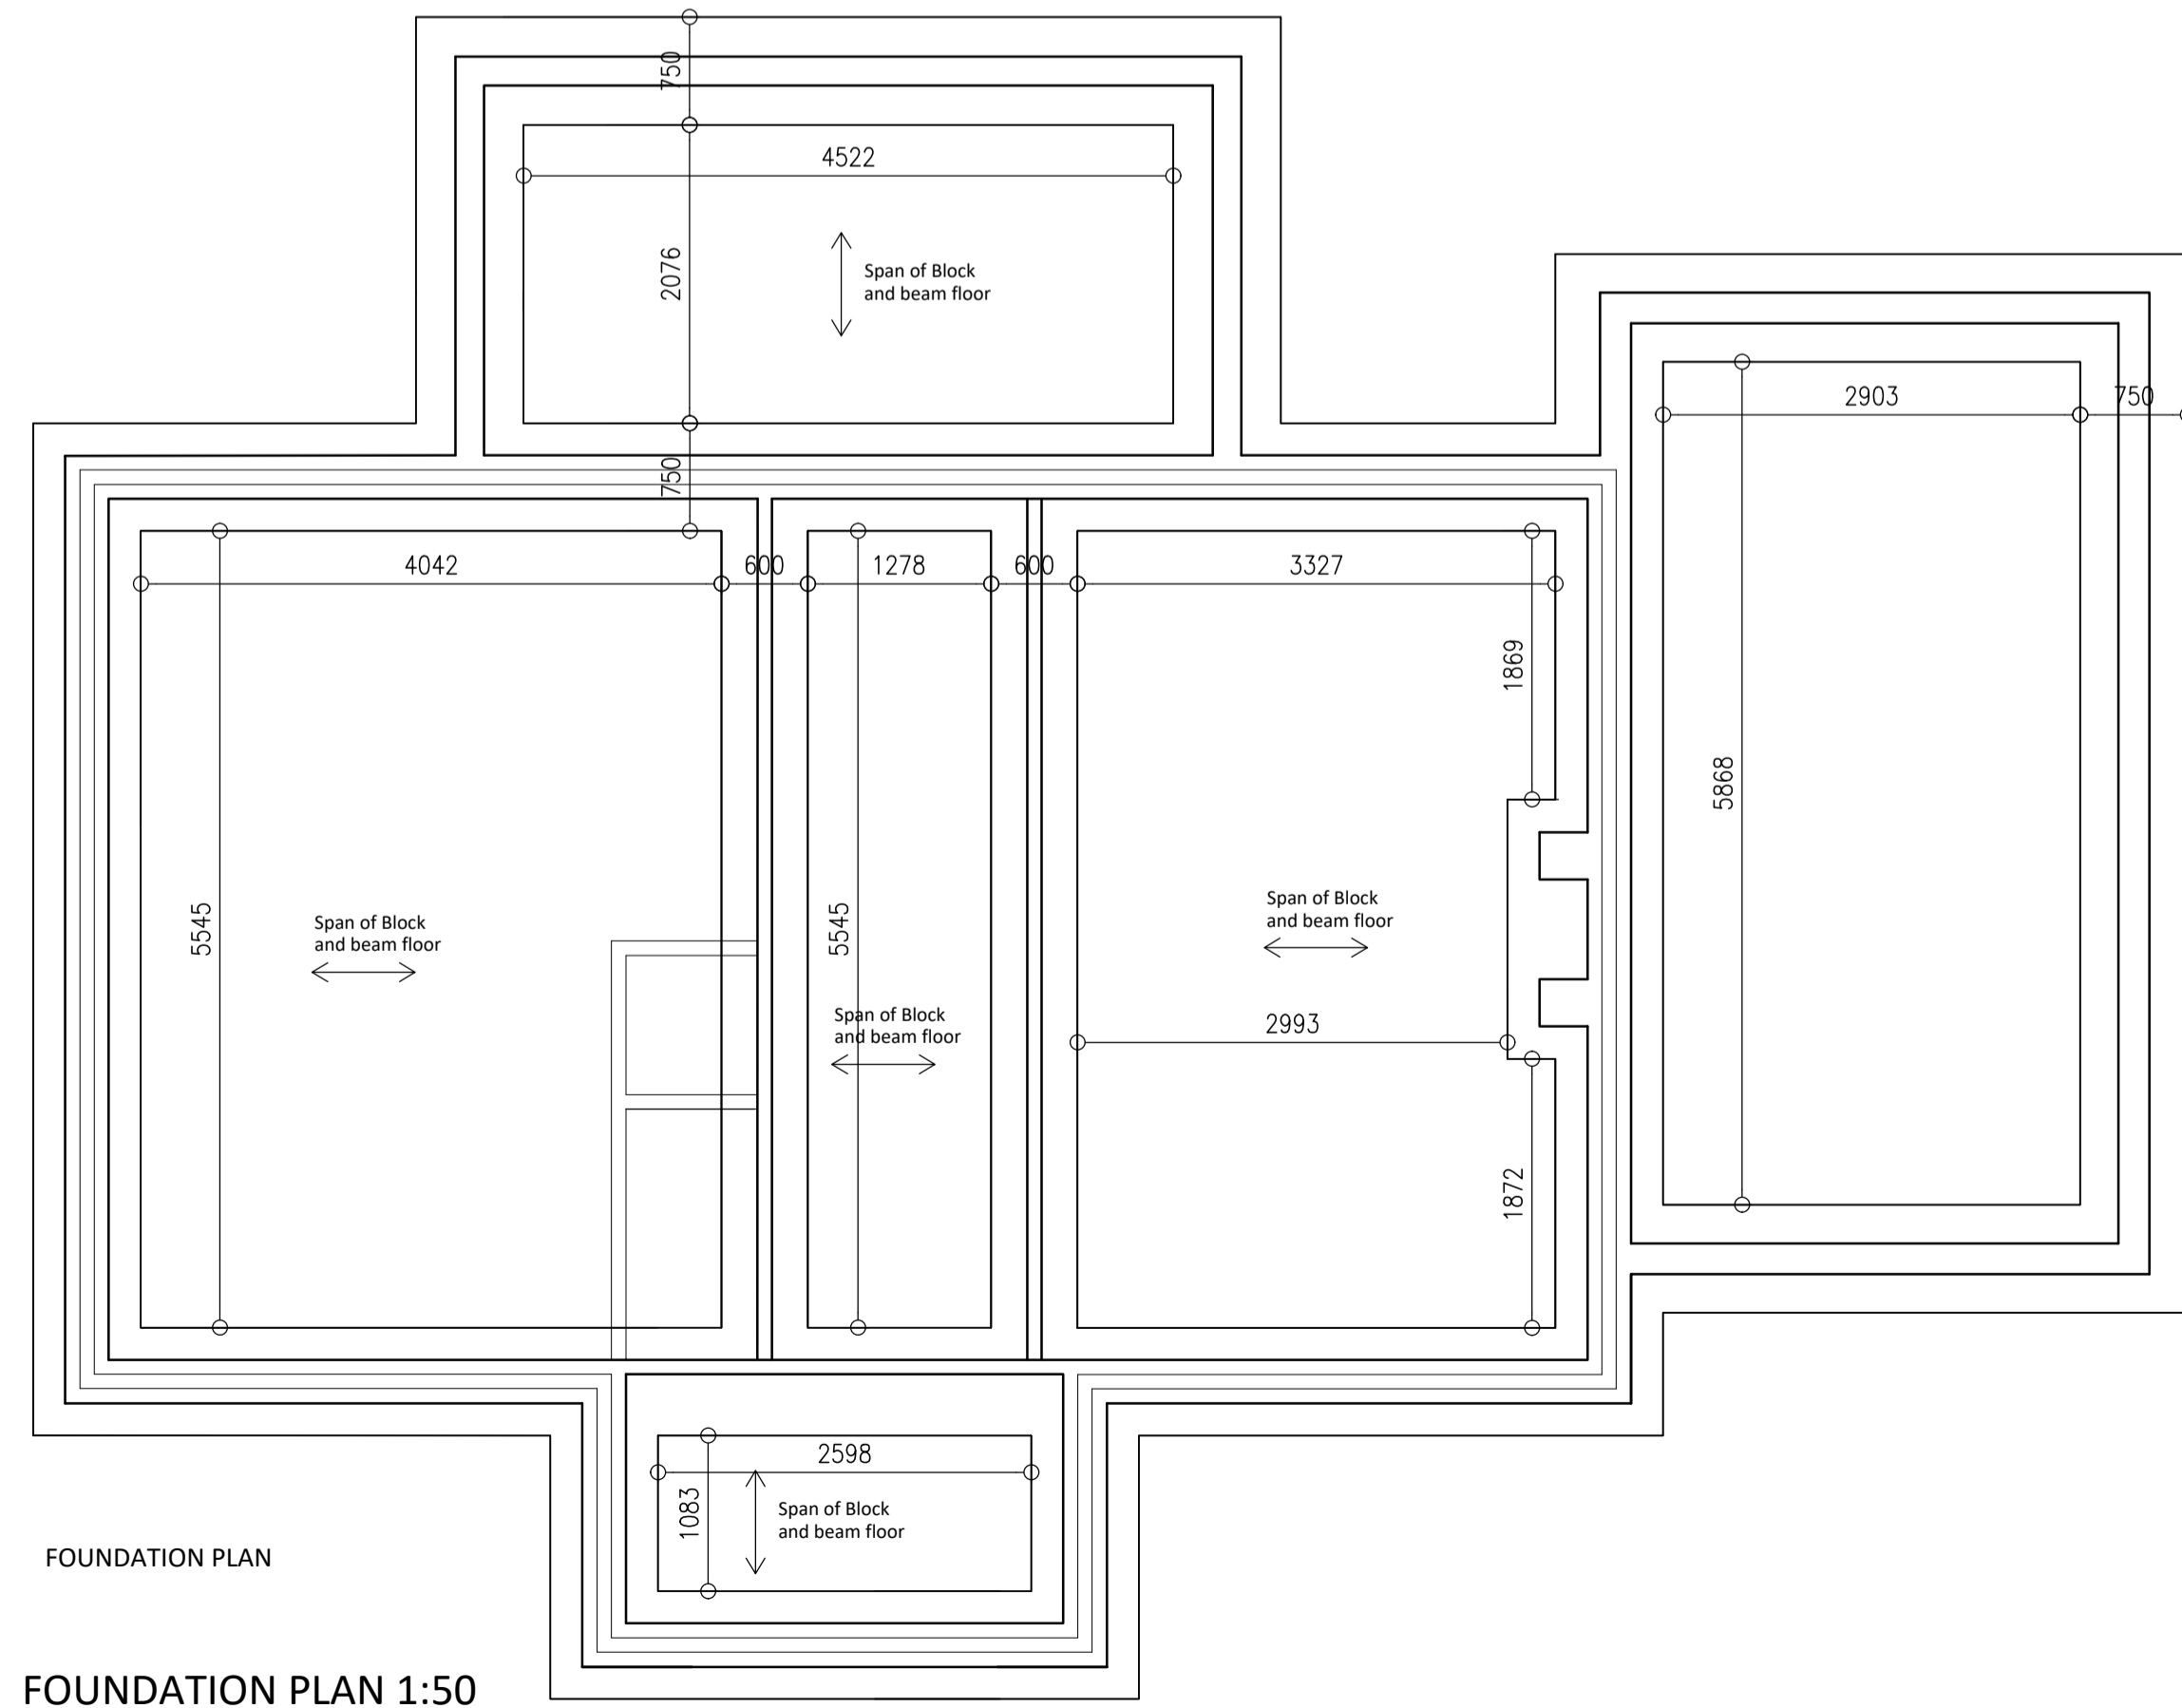 750
4522
2076
Span of Block
and beam floor
2903
750
750
4042
600
1278
600
3327
1869
5868
5545
Span of Block
and beam floor
5545
Span of Block
and beam floor
Span of Block
and beam floor
2993
1872
2598
1083
Span of Block
and beam floor
FOUNDATION PLAN
FOUNDATION PLAN 1:50